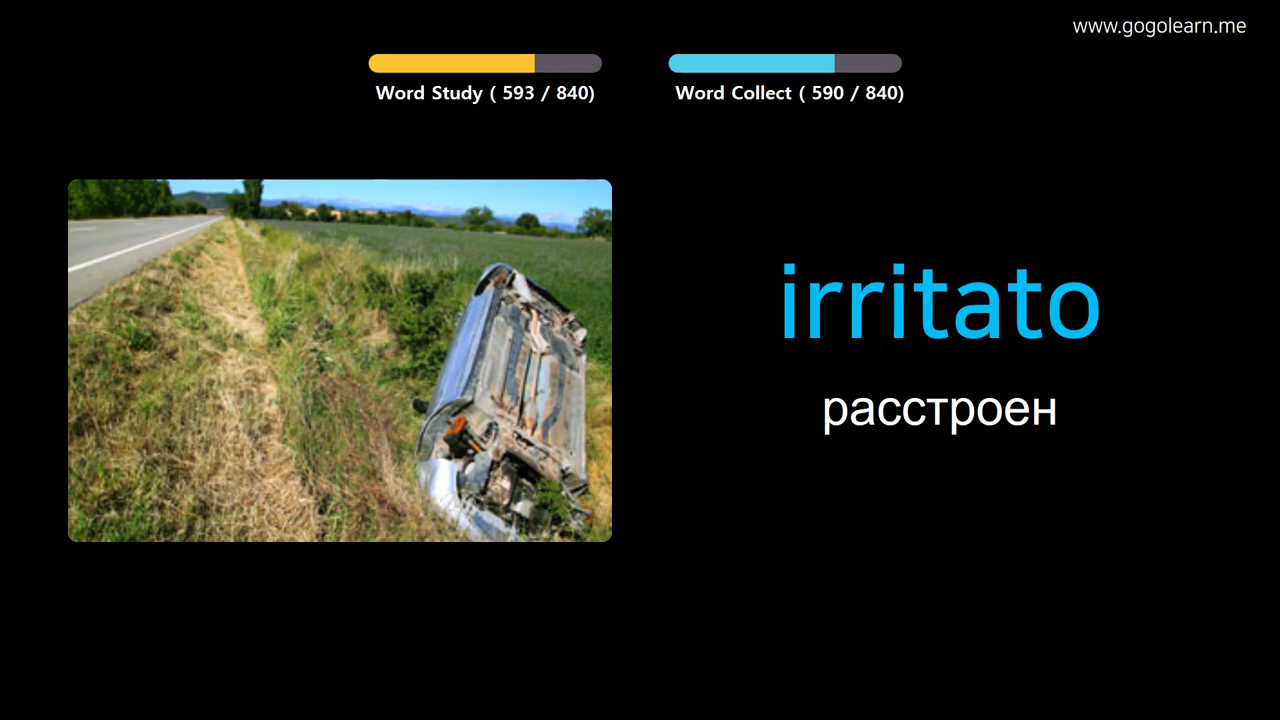 www.gogolearn.me
Word Study ( 593 / 840)
Word Collect ( 590 / 840)
irritato
расстроен